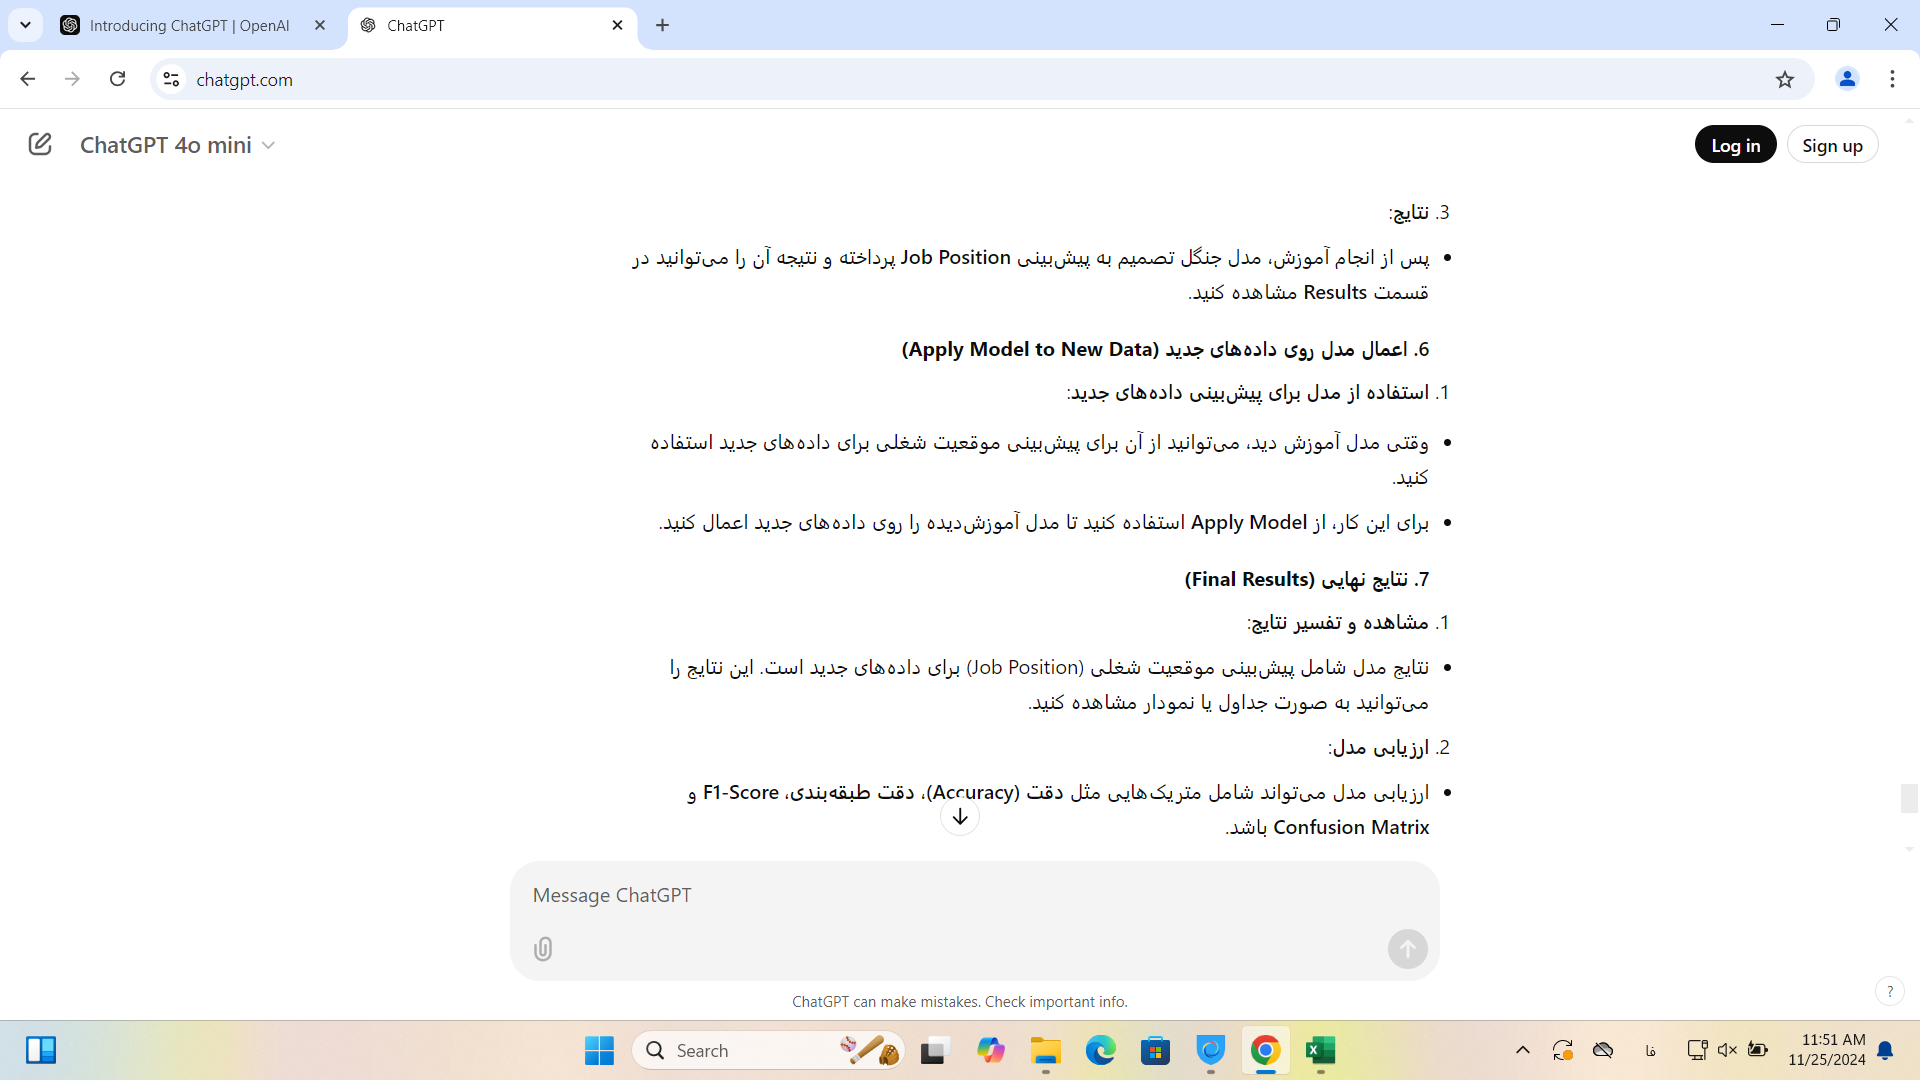 Introducing ChatGPT | OpenAI
ChatGPT
chatgpt.com
ChatGPT 4o mini
Log in
Sign up
3. نتایج:
پس از انجام آموزش، مدل جنگل تصمیم به پیش‌بینی Job Position پرداخته و نتیجه آن را می‌توانید در
قسمت Results مشاهده کنید.
6. اعمال مدل روی داده‌های جدید (Apply Model to New Data)
1. استفاده از مدل برای پیش‌بینی داده‌های جدید:
وقتی مدل آموزش دید، می‌توانید از آن برای پیش‌بینی موقعیت شغلی برای داده‌های جدید استفاده
کنید.
برای این کار، از Apply Model استفاده کنید تا مدل آموزش‌دیده را روی داده‌های جدید اعمال کنید.
7. نتایج نهایی (Final Results)
1. مشاهده و تفسیر نتایج:
نتایج مدل شامل پیش‌بینی موقعیت شغلی (Job Position) برای داده‌های جدید است. این نتایج را
می‌توانید به صورت جداول یا نمودار مشاهده کنید.
2. ارزیابی مدل:
ارزیابی مدل می‌تواند شامل متریک‌هایی مثل دقت (Accuracy)، دقت طبقه‌بندی، F1-Score و
Confusion Matrix باشد.
Message ChatGPT
ChatGPT can make mistakes. Check important info.
?
Search
فا
11:51 AM
11/25/2024